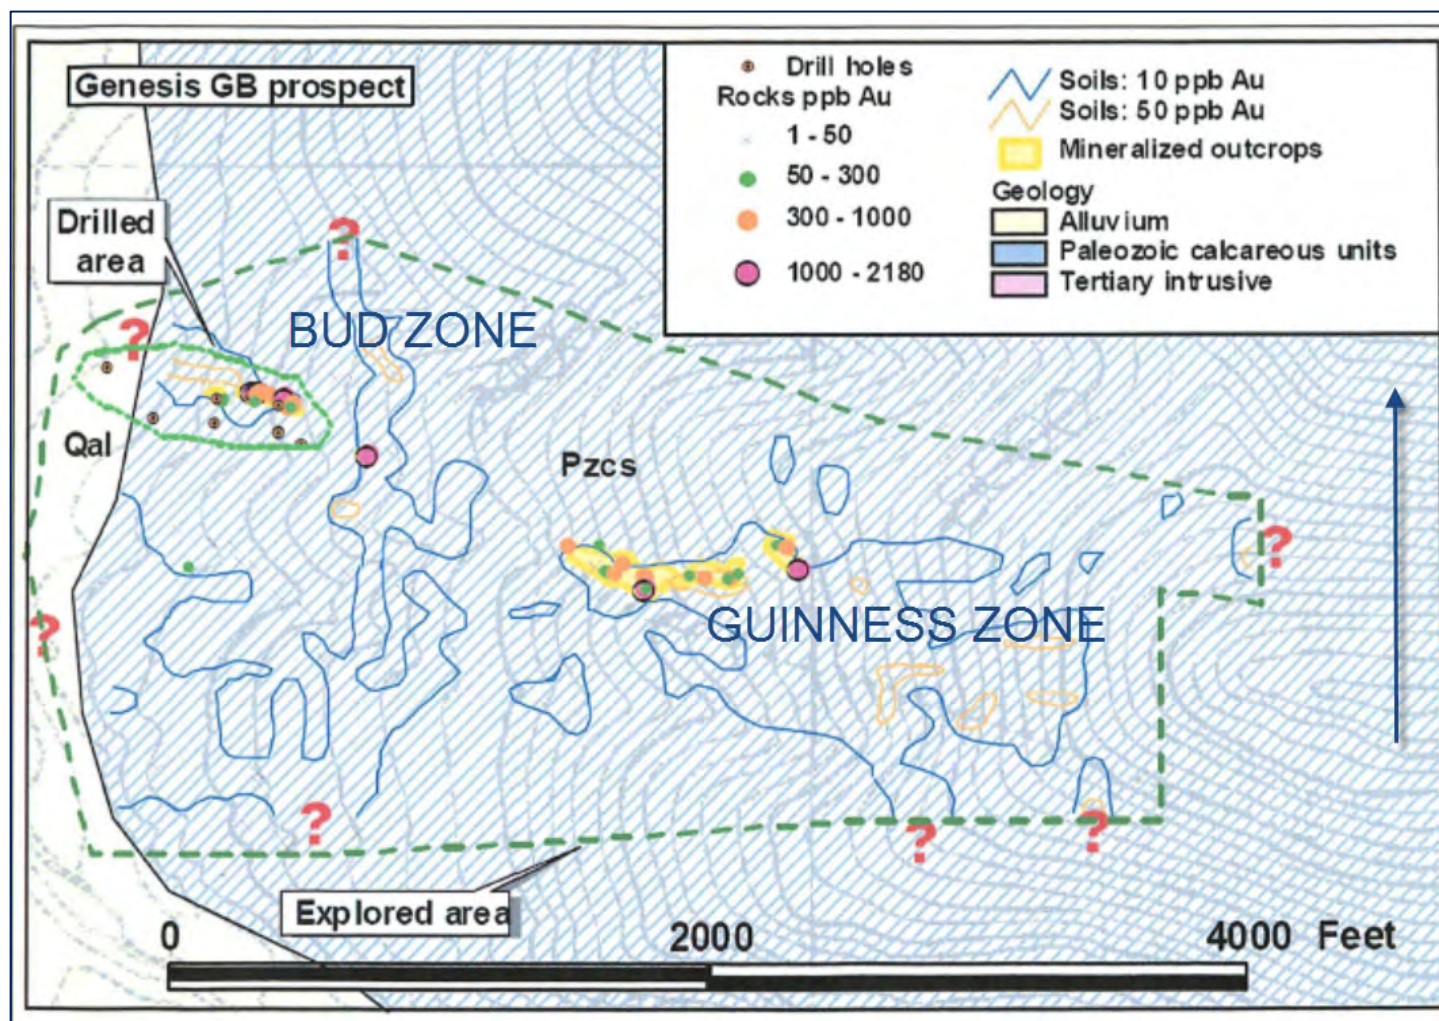 Genesis GB prospect
Drill holes
Rocks ppb Au
1 - 50
50 - 300
300 - 1000
1000 - 2180
Soils: 10 ppb Au
Soils: 50 ppb Au
Mineralized outcrops
Geology
Alluvium
Paleozoic calcareous units
Tertiary intrusive
Drilled
area
?
?
BUD ZONE
Qal
Pzcs
?
?
GUINNESS ZONE
?
?
?
Explored area
0
2000
4000 Feet